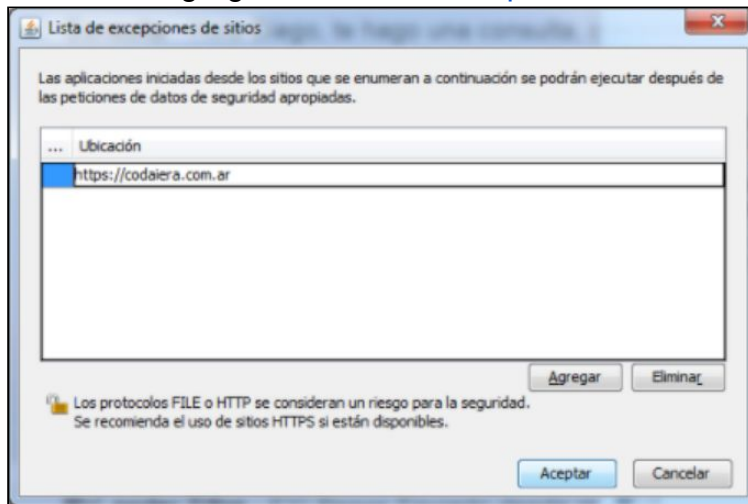 Lista de excepciones de sitios
Las aplicaciones iniciadas desde los sitios que se enumeran a continuación se podrán ejecutar después de
las peticiones de datos de seguridad apropiadas.
... Ubicación
https://codaiera.com.ar
Agregar Eliminar
Los protocolos FILE o HTTP se consideran un riesgo para la seguridad.
Se recomienda el uso de sitios HTTPS si están disponibles.
Aceptar Cancelar